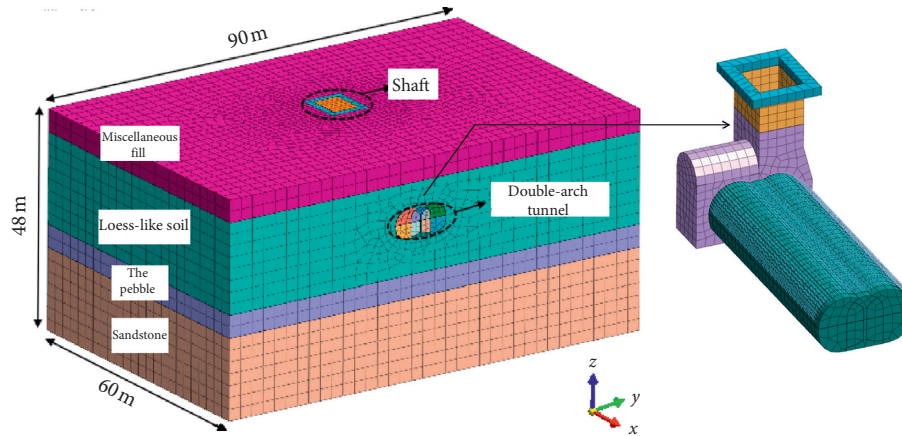 90 m
Shaft
Miscellaneous
fill
48 m
Double-arch
tunnel
Loess-like soil
The
pebble
Sandstone
60 m
z
y
x